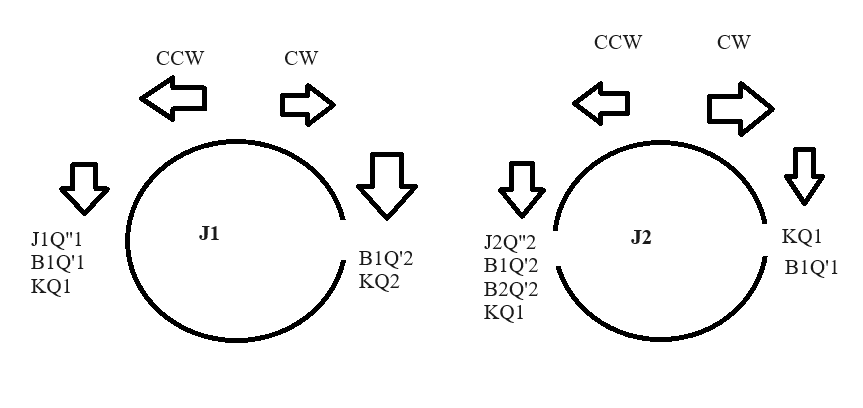 CCW CW
J1
J1Q"1
B1Q'1
KQ1
B1Q'2
KQ2
CCW CW
J2
J2Q"2
B1Q'2
B2Q'2
KQ1
KQ1
B1Q'1